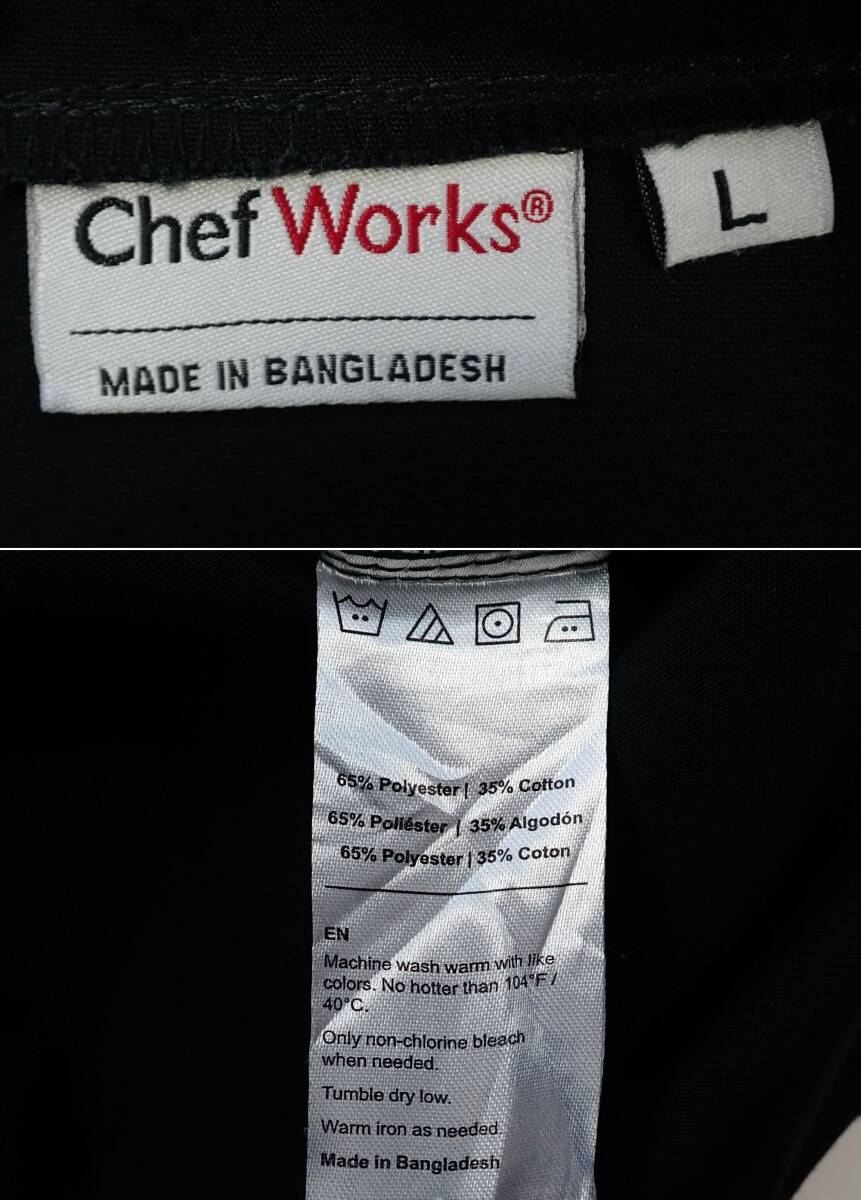 Chef Works®
L
MADE IN BANGLADESH
65% Polyester | 35% Cotton
65% Poliéster | 35% Algodón
65% Polyester | 35% Coton
EN
Machine wash warm with like
colors. No hotter than 104°F /
40°C.
Only non-chlorine bleach
when needed.
Tumble dry low.
Warm iron as needed.
Made in Bangladesh